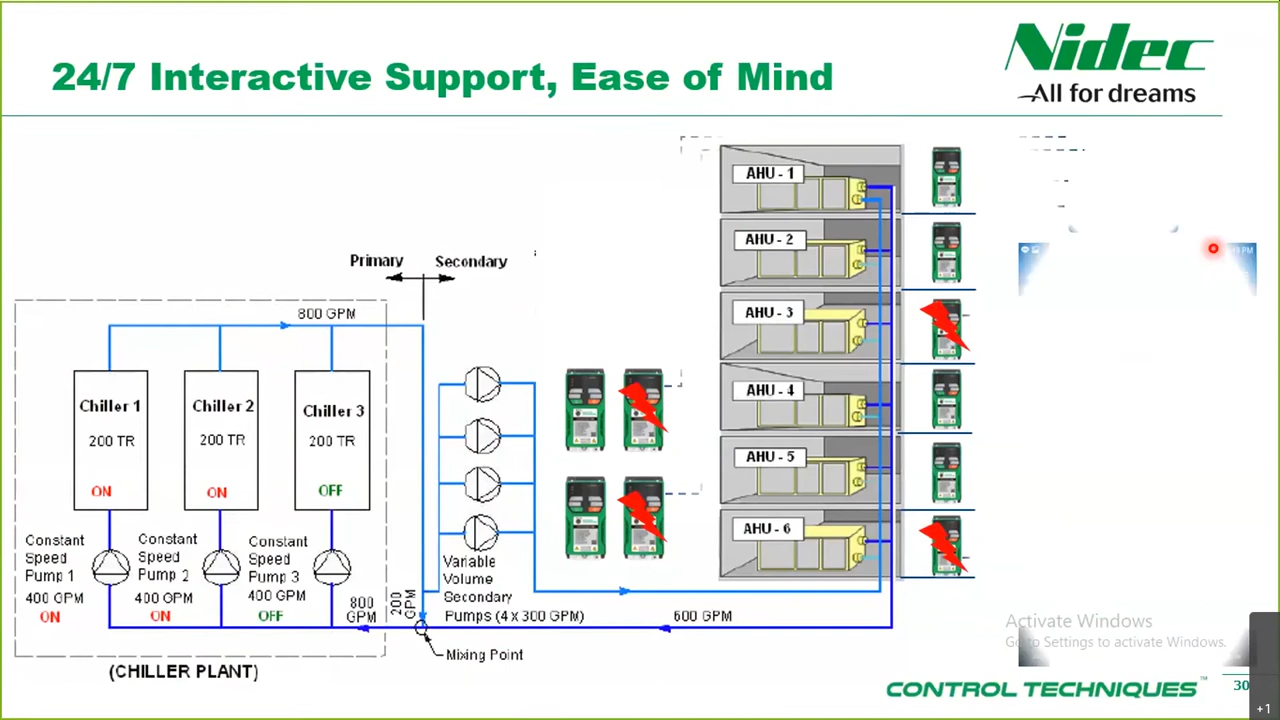 24/7 Interactive Support, Ease of Mind
Nidec
All for dreams
AHU - 1
AHU - 2
AHU - 3
AHU - 4
AHU - 5
AHU - 6
Primary
Secondary
800 GPM
Chiller 1
200 TR
ON
Chiller 2
200 TR
ON
Chiller 3
200 TR
OFF
Constant
Speed
Pump 1
400 GPM
ON
Constant
Speed
Pump 2
400 GPM
ON
Constant
Speed
Pump 3
400 GPM
OFF
800
GPM
200
GPM
Variable
Volume
Secondary
Pumps (4 x 300 GPM)
600 GPM
Mixing Point
(CHILLER PLANT)
Activate Windows
Go to Settings to activate Windows.
CONTROL TECHNIQUES™
30
+1